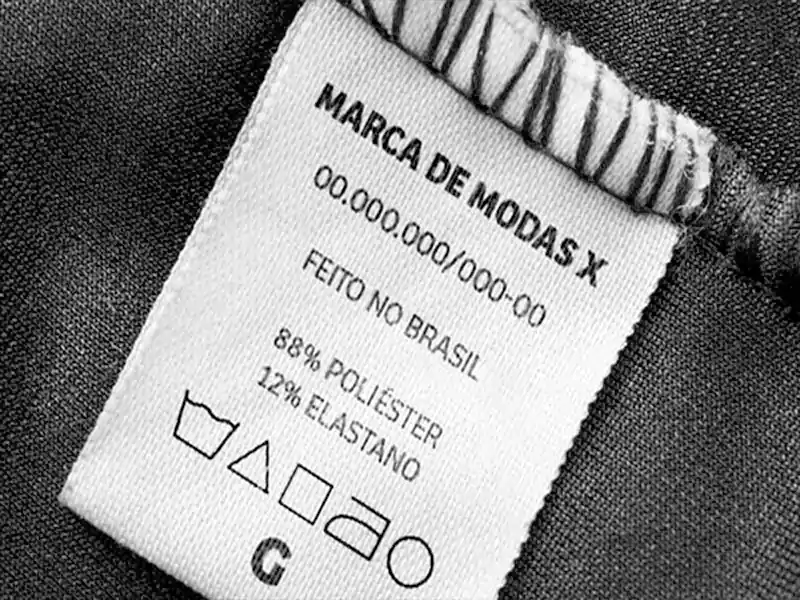 MARCA DE MODAS X
00.000.000/000-00
FEITO NO BRASIL
88% POLIÉSTER
12% ELASTANO
G